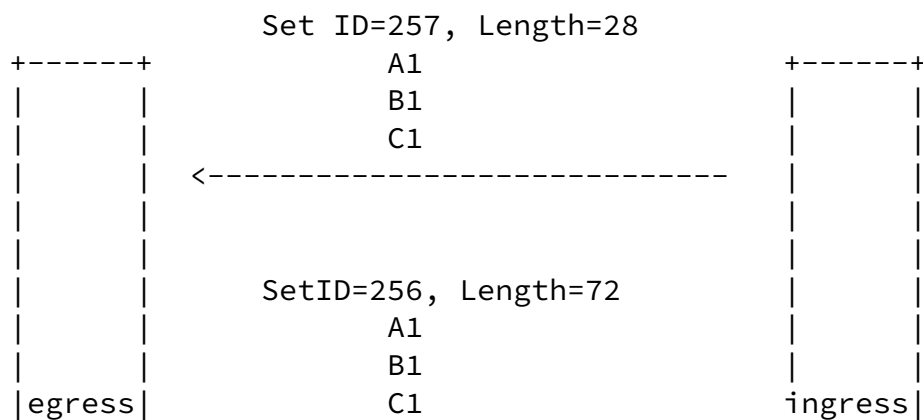 Set ID=257, Length=28
+------+             A1                    +------+
|      |             B1                    |      |
|      |             C1                    |      |
|      |  <-----------------------------   |      |
|      |                                   |      |
|      |                                   |      |
|      |      SetID=256, Length=72         |      |
|      |             A1                    |      |
|      |             B1                    |      |
|egress|             C1                    ingress|